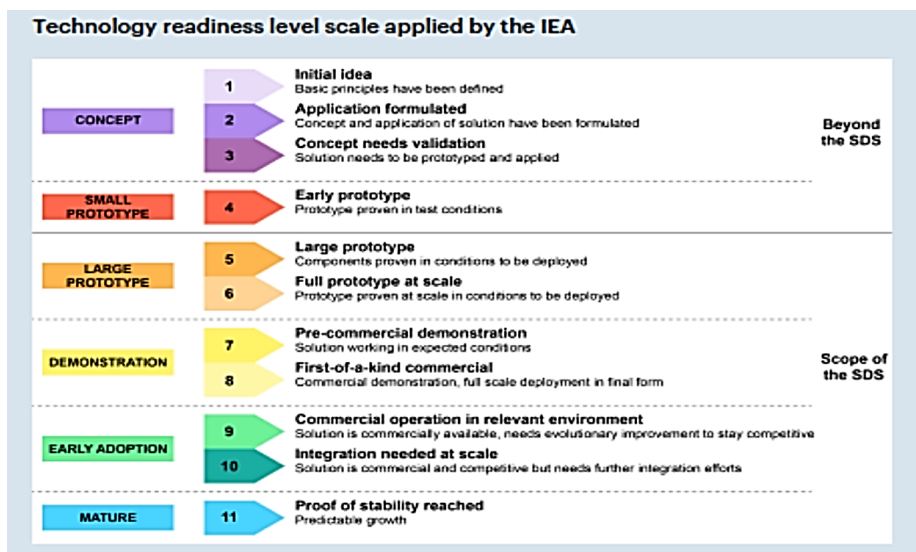 Technology readiness level scale applied by the IEA
CONCEPT
1
Initial idea
Basic principles have been defined
2
Application formulated
Concept and application of solution have been formulated
3
Concept needs validation
Solution needs to be prototyped and applied
Beyond
the SDS
SMALL
PROTOTYPE
4
Early prototype
Prototype proven in test conditions
LARGE
PROTOTYPE
5
Large prototype
Components proven in conditions to be deployed
6
Full prototype at scale
Prototype proven at scale in conditions to be deployed
DEMONSTRATION
7
Pre-commercial demonstration
Solution working in expected conditions
8
First-of-a-kind commercial
Commercial demonstration, full scale deployment in final form
Scope of
the SDS
EARLY ADOPTION
9
Commercial operation in relevant environment
Solution is commercially available, needs evolutionary improvement to stay competitive
10
Integration needed at scale
Solution is commercial and competitive but needs further integration efforts
MATURE
11
Proof of stability reached
Predictable growth